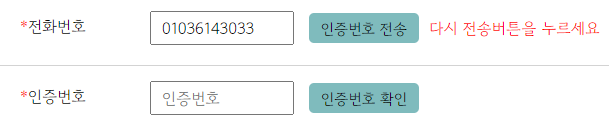 *전화번호 01036143033 인증번호 전송 다시 전송버튼을 누르세요
*인증번호 인증번호 인증번호 확인